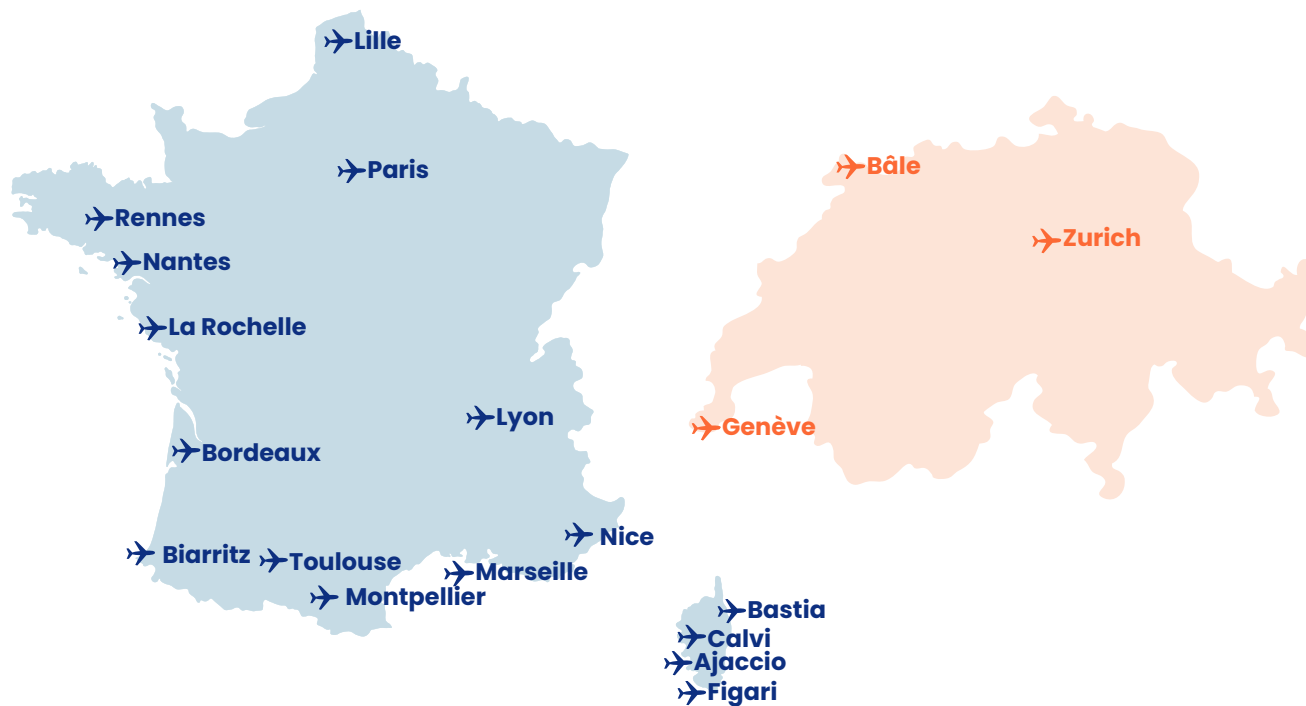 Lille
Paris
Rennes
Nantes
La Rochelle
Lyon
Bordeaux
Nice
Biarritz
Toulouse
Marseille
Montpellier
Bastia
Calvi
Ajaccio
Figari
Bâle
Zurich
Genève